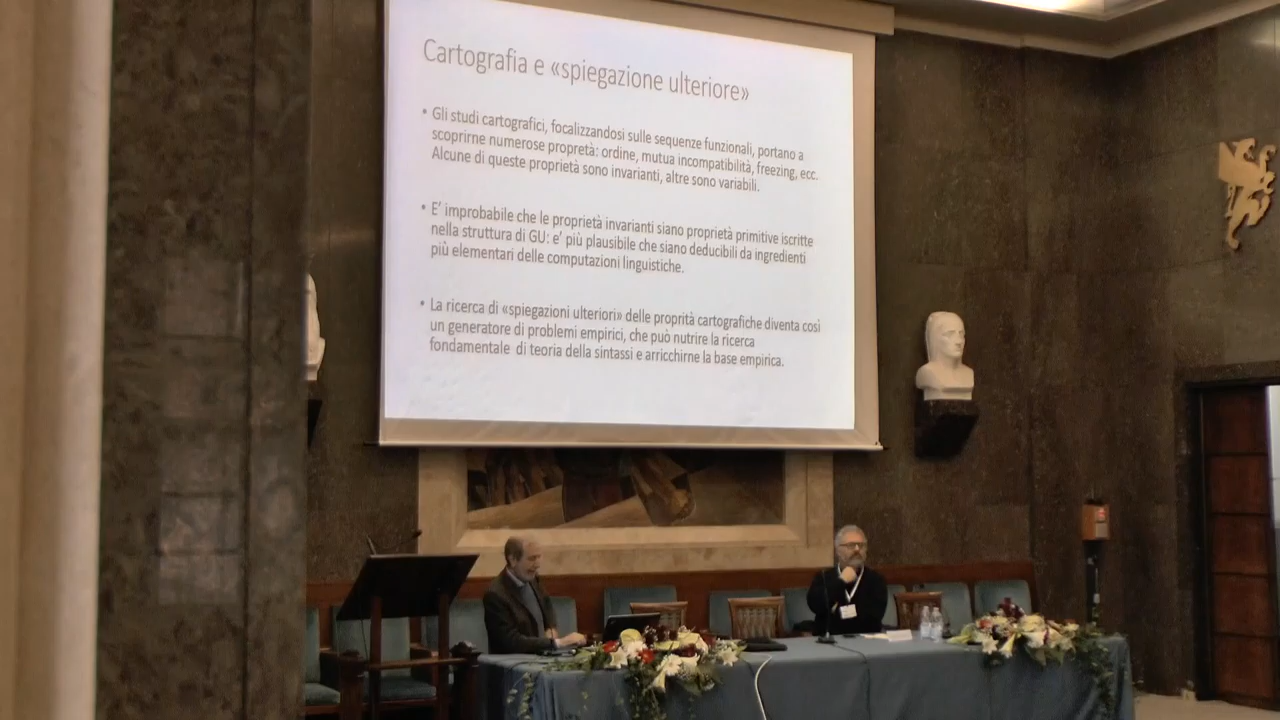 Cartografia e «spiegazione ulteriore»
• Gli studi cartografici, focalizzandosi sulle sequenze funzionali, portano a
scoprirne numerose propretà: ordine, mutua incompatibilità, freezing, ecc.
Alcune di queste proprietà sono invarianti, altre sono variabili.
• E' improbabile che le proprietà invarianti siano proprietà primitive iscritte
nella struttura di GU: e' più plausibile che siano deducibili da ingredienti
più elementari delle computazioni linguistiche.
• La ricerca di «spiegazioni ulteriori» delle proprità cartografiche diventa così
un generatore di problemi empirici, che può nutrire la ricerca
fondamentale di teoria della sintassi e arricchirne la base empirica.